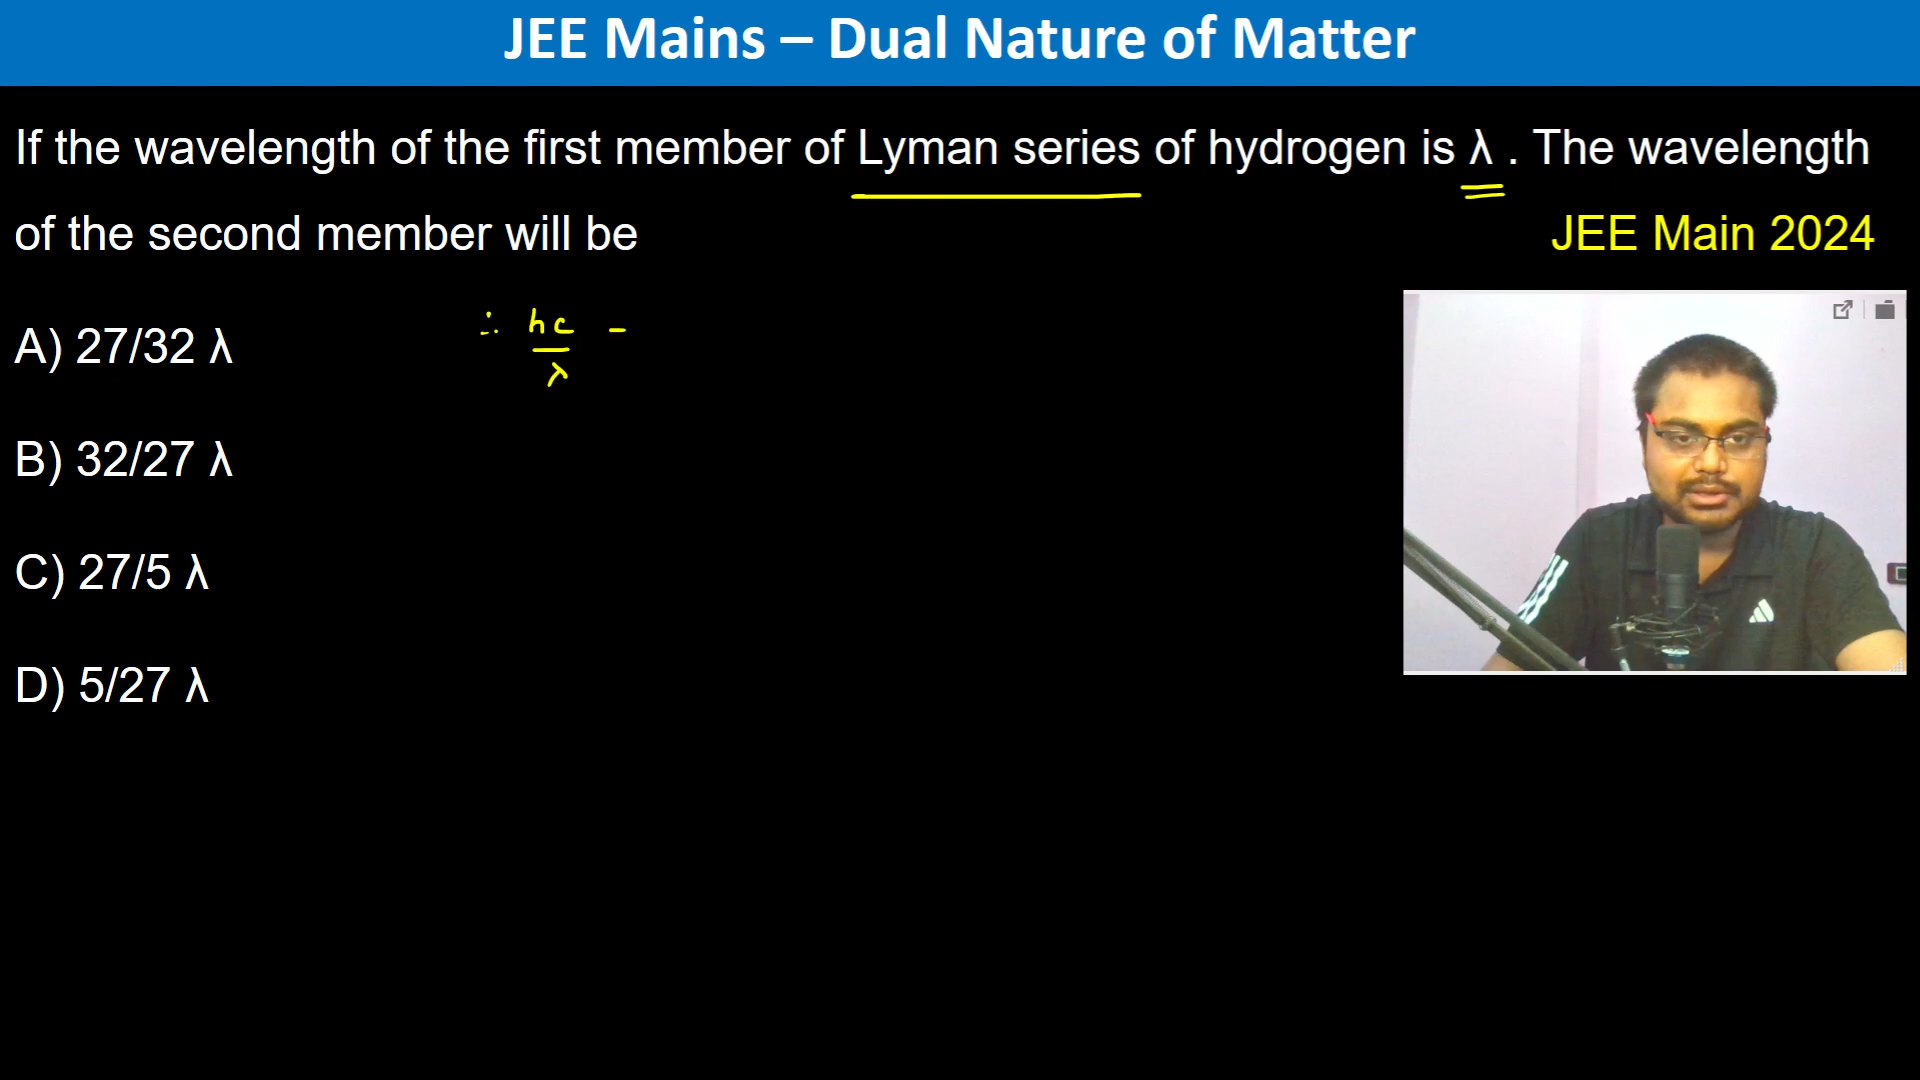 JEE Mains – Dual Nature of Matter
If the wavelength of the first member of Lyman series of hydrogen is λ . The wavelength
of the second member will be
JEE Main 2024
A) 27/32 λ
∴ hc/λ -
B) 32/27 λ
C) 27/5 λ
D) 5/27 λ